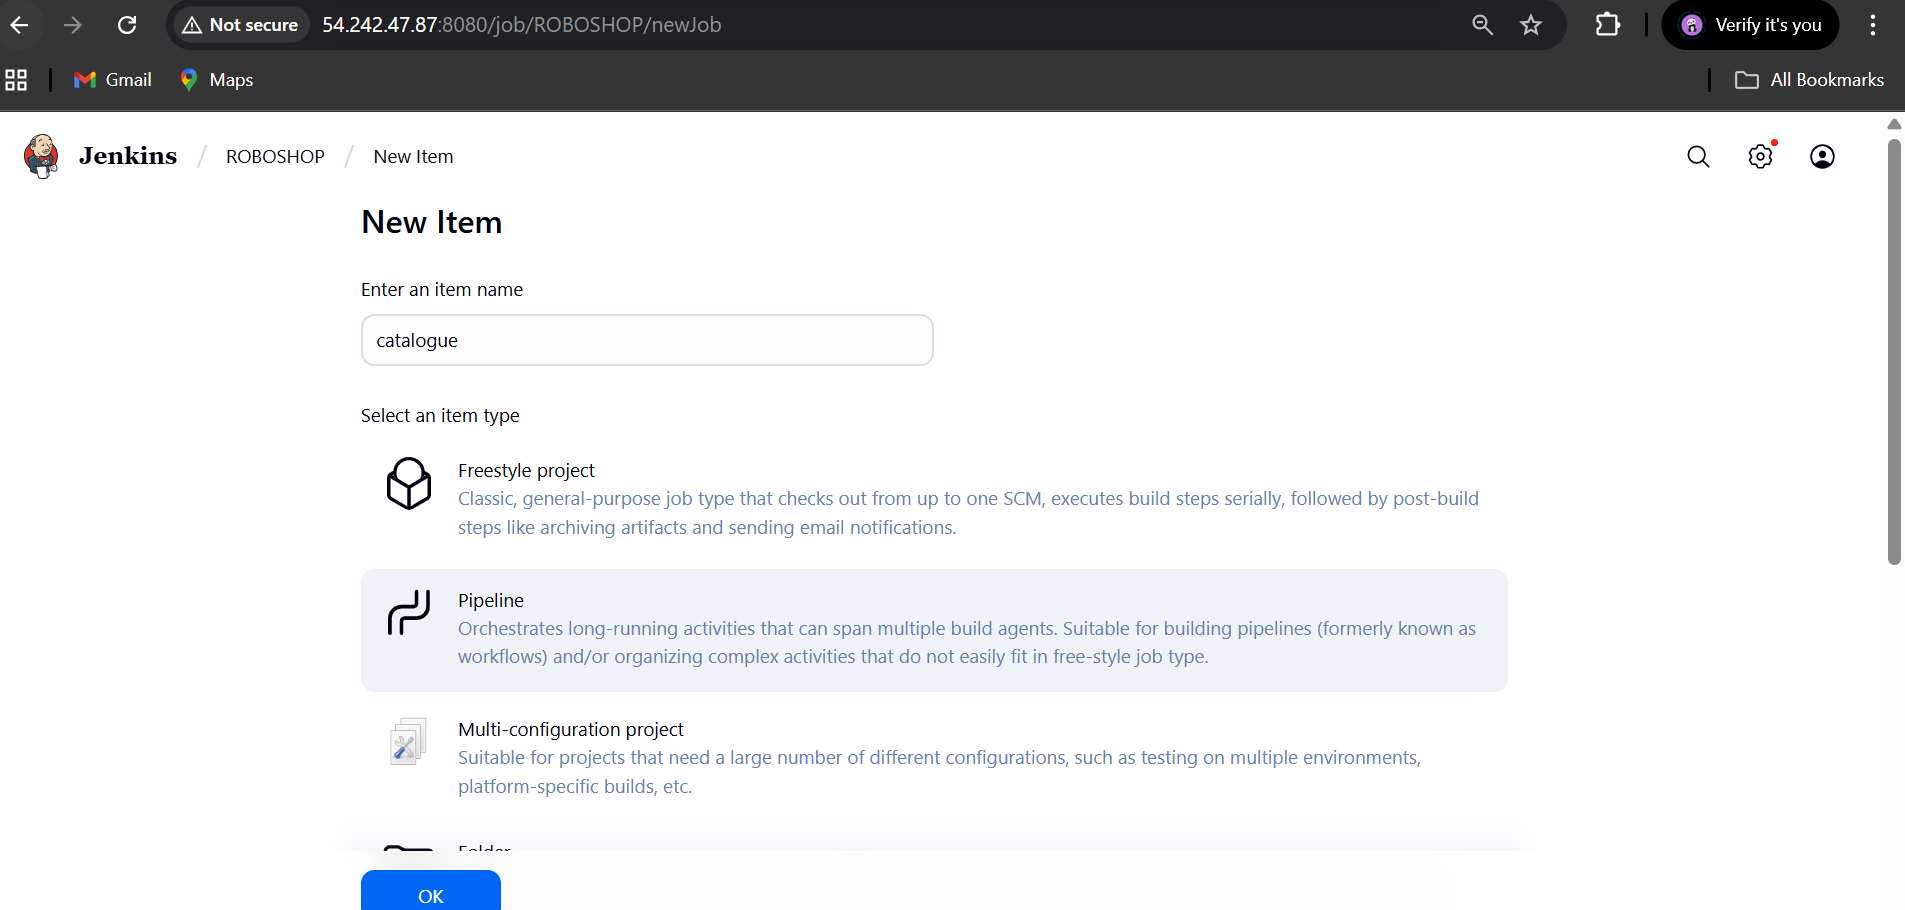 Not secure 54.242.47.87:8080/job/ROBOSHOP/newJob Verify it's you
Gmail Maps All Bookmarks
Jenkins / ROBOSHOP / New Item
New Item
Enter an item name
catalogue
Select an item type
Freestyle project
Classic, general-purpose job type that checks out from up to one SCM, executes build steps serially, followed by post-build
steps like archiving artifacts and sending email notifications.
Pipeline
Orchestrates long-running activities that can span multiple build agents. Suitable for building pipelines (formerly known as
workflows) and/or organizing complex activities that do not easily fit in free-style job type.
Multi-configuration project
Suitable for projects that need a large number of different configurations, such as testing on multiple environments,
platform-specific builds, etc.
Folder
OK